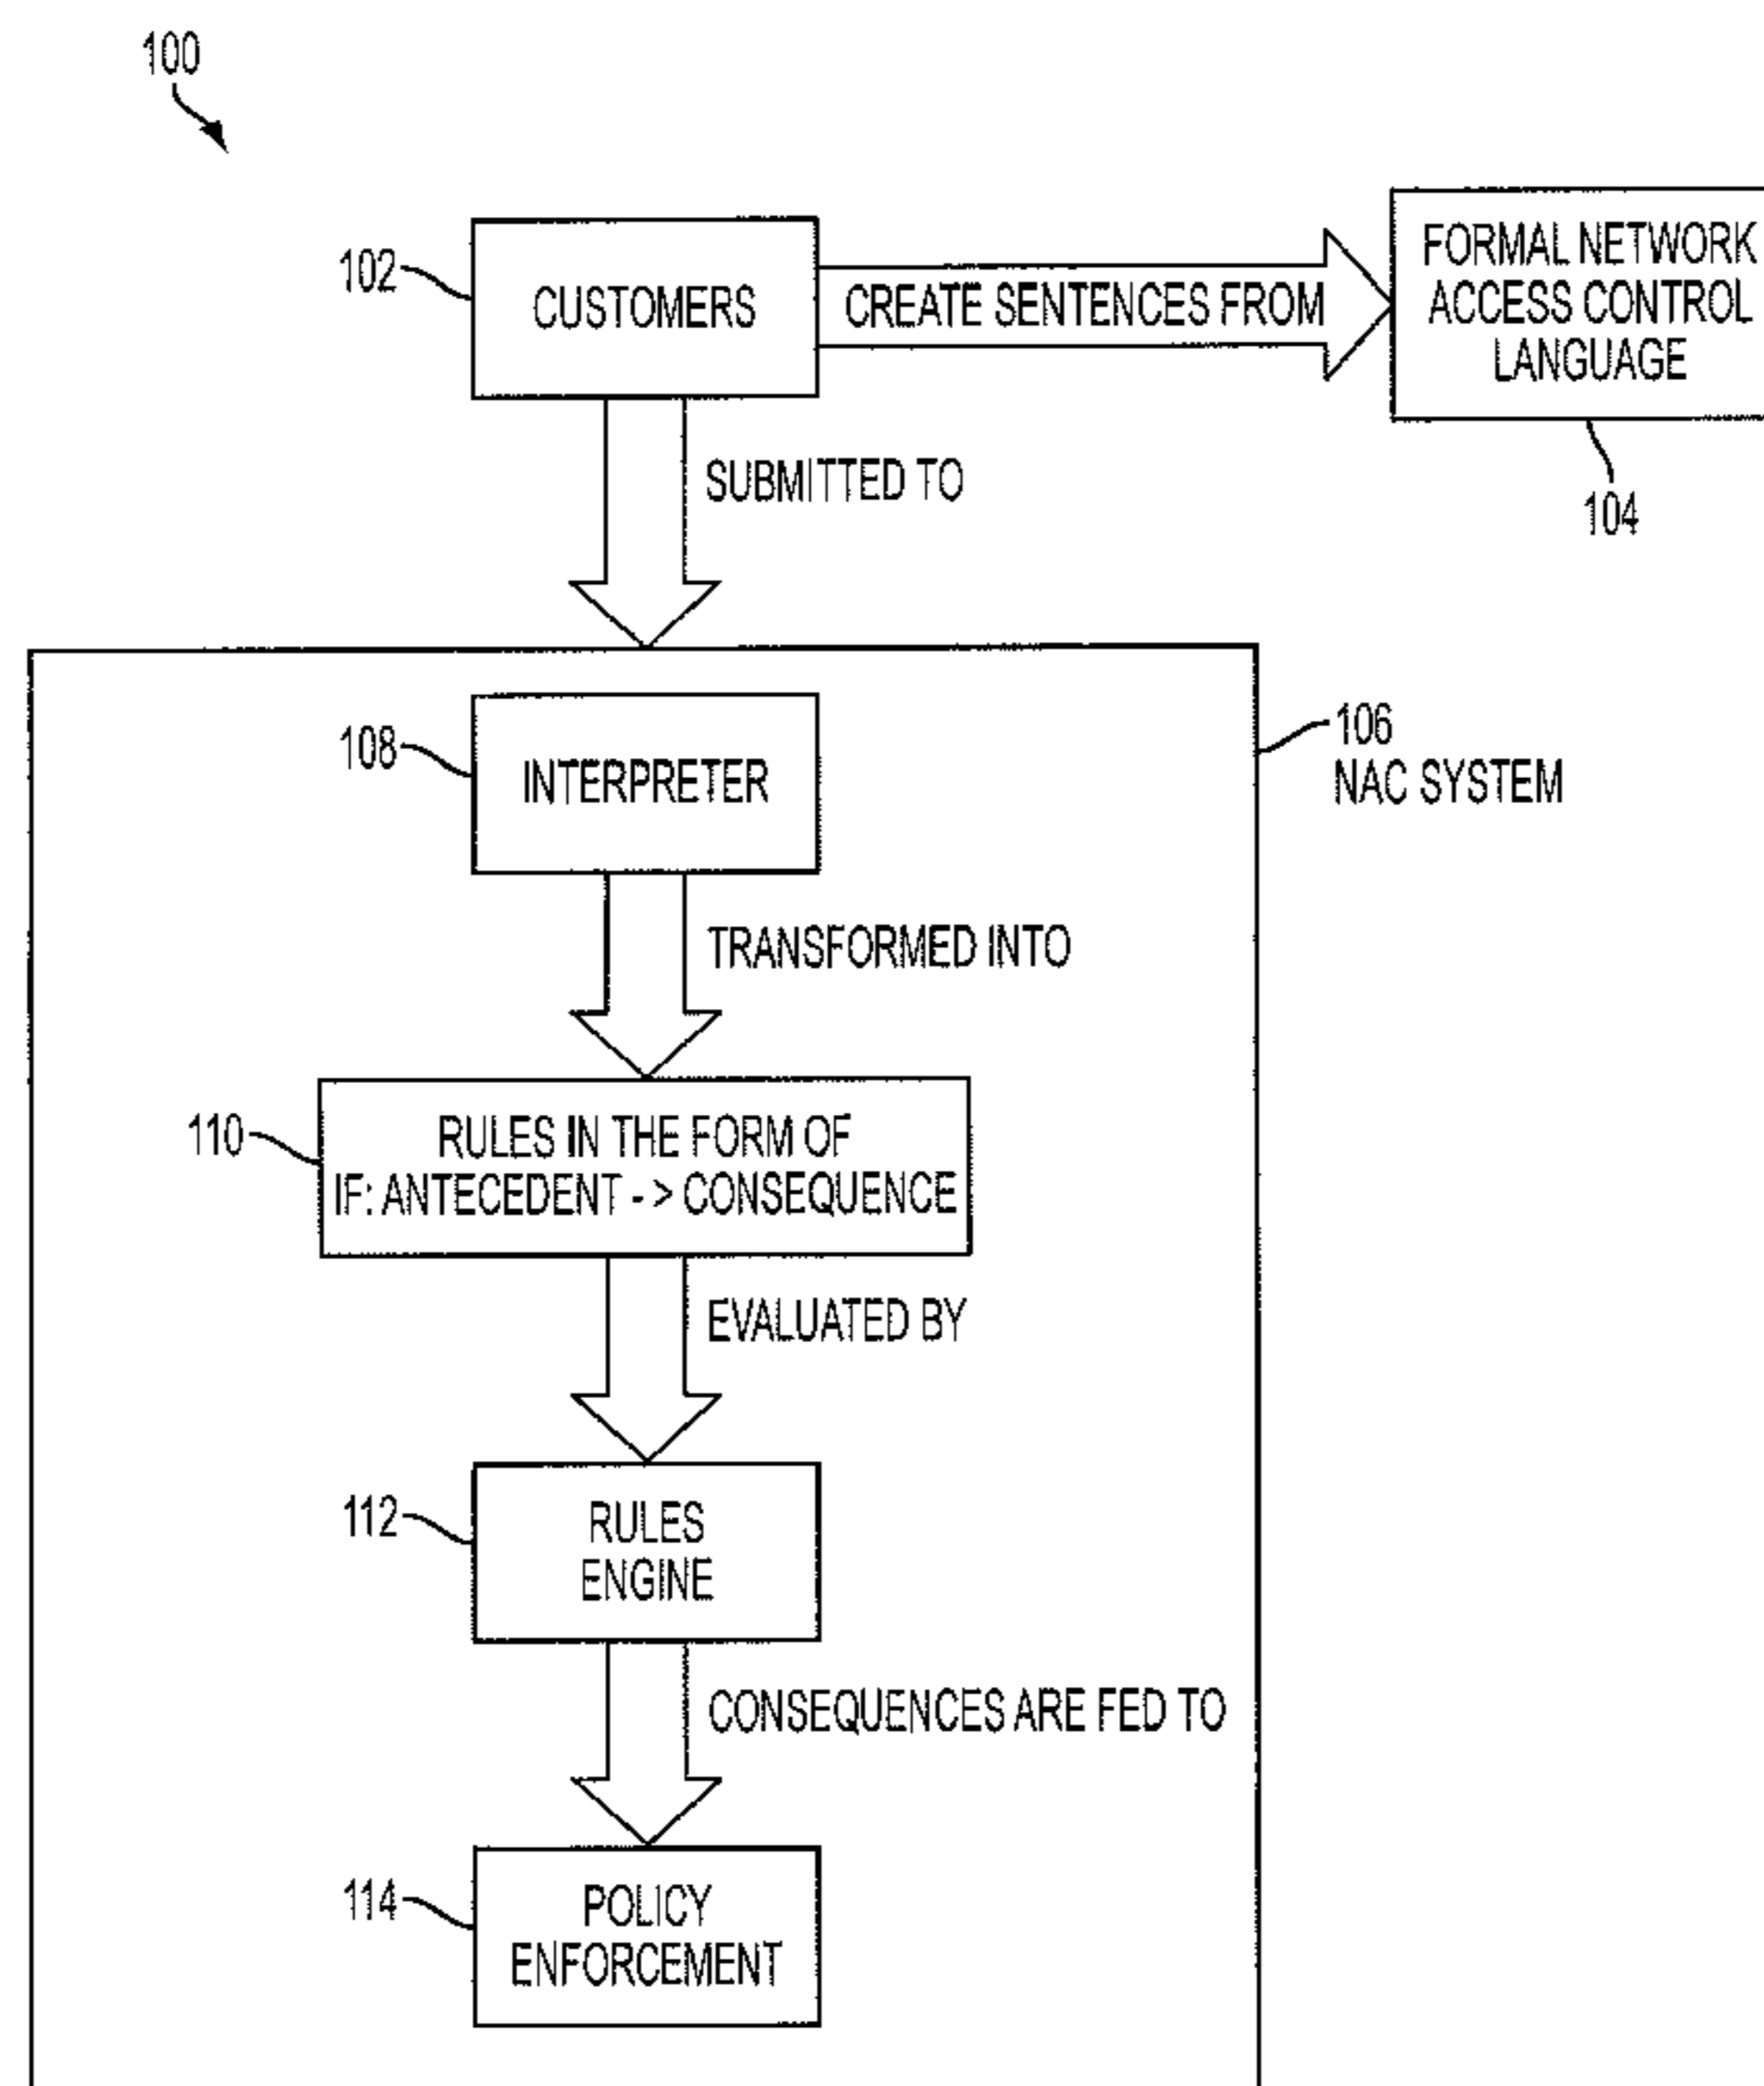 100
102
CUSTOMERS
CREATE SENTENCES FROM
FORMAL NETWORK
ACCESS CONTROL
LANGUAGE
104
SUBMITTED TO
106
NAC SYSTEM
108
INTERPRETER
TRANSFORMED INTO
110
RULES IN THE FORM OF
IF: ANTECEDENT - > CONSEQUENCE
EVALUATED BY
112
RULES
ENGINE
CONSEQUENCES ARE FED TO
114
POLICY
ENFORCEMENT